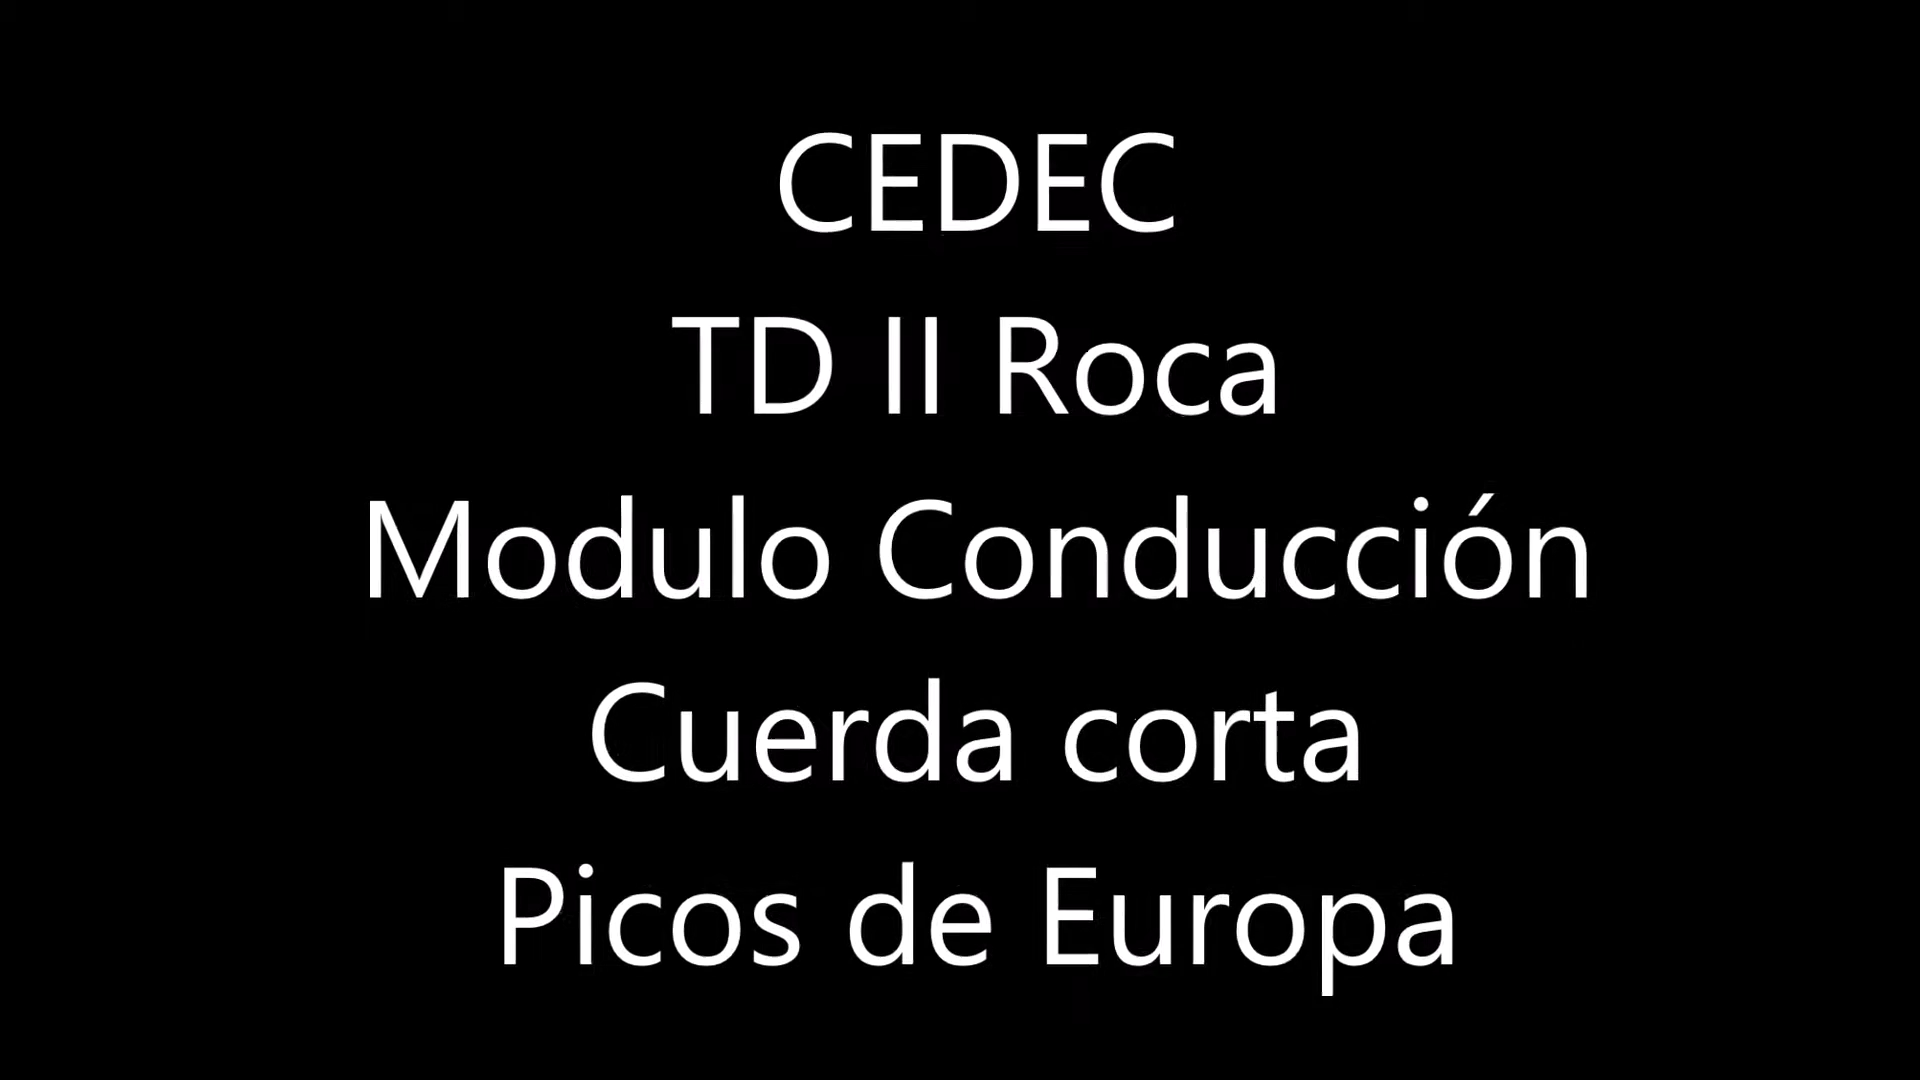 CEDEC
TD II Roca
Modulo Conducción
Cuerda corta
Picos de Europa